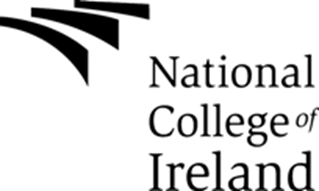 National
College of
Ireland